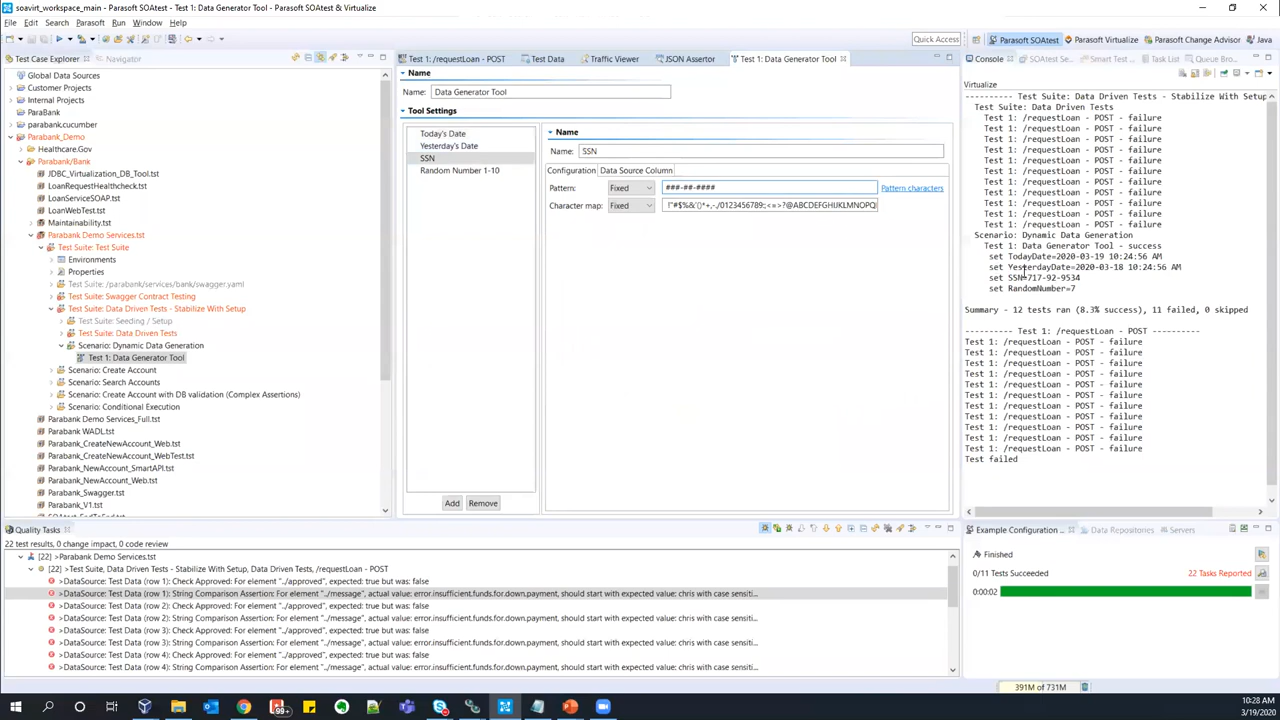 soavirt_workspace_main - Test 1: Data Generator Tool - Parasoft SOAtest & Virtualize
File Edit Search Parasoft Run Window Help
Quick Access
Parasoft SOAtest Parasoft Virtualize Parasoft Change Advisor Java
Test Case Explorer Navigator
Global Data Sources
Customer Projects
Internal Projects
ParaBank
parabank.cucumber
Parabank_Demo
Healthcare.Gov
Parabank/Bank
JDBC_Virtualization_DB_Tool.tst
LoanRequestHealthcheck.tst
LoanServiceSOAP.tst
LoanWebTest.tst
Maintainability.tst
Parabank Demo Services.tst
Test Suite: Test Suite
Environments
Properties
Test Suite: /parabank/services/bank/swagger.yaml
Test Suite: Swagger Contract Testing
Test Suite: Data Driven Tests - Stabilize With Setup
Test Suite: Seeding / Setup
Test Suite: Data Driven Tests
Scenario: Dynamic Data Generation
Test 1: Data Generator Tool
Scenario: Create Account
Scenario: Search Accounts
Scenario: Create Account with DB validation (Complex Assertions)
Scenario: Conditional Execution
Parabank Demo Services_Full.tst
Parabank WADL.tst
Parabank_CreateNewAccount_Web.tst
Parabank_CreateNewAccount_WebTest.tst
Parabank_NewAccount_SmartAPI.tst
Parabank_NewAccount_Web.tst
Parabank_Swagger.tst
Parabank_V1.tst
Test 1: /requestLoan - POST Test Data Traffic Viewer JSON Assertor Test 1: Data Generator Tool
Name
Name: Data Generator Tool
Tool Settings
Today's Date
Yesterday's Date
SSN
Random Number 1-10
Add Remove
Name
Name: SSN
Configuration Data Source Column
Pattern: Fixed ###-##-#### Pattern characters
Character map: Fixed !"#$%&'()*+,-./0123456789:;<=>?@ABCDEFGHIJKLMNOPQ
Console SOAtest Se... Smart Test... Task List Queue Bro...
Virtualize
---------- Test Suite: Data Driven Tests - Stabilize With Setup
Test Suite: Data Driven Tests
Test 1: /requestLoan - POST - failure
Test 1: /requestLoan - POST - failure
Test 1: /requestLoan - POST - failure
Test 1: /requestLoan - POST - failure
Test 1: /requestLoan - POST - failure
Test 1: /requestLoan - POST - failure
Test 1: /requestLoan - POST - failure
Test 1: /requestLoan - POST - failure
Test 1: /requestLoan - POST - failure
Test 1: /requestLoan - POST - failure
Test 1: /requestLoan - POST - failure
Scenario: Dynamic Data Generation
Test 1: Data Generator Tool - success
set TodayDate=2020-03-19 10:24:56 AM
set YesterdayDate=2020-03-18 10:24:56 AM
set SSN=717-92-9534
set RandomNumber=7
Summary - 12 tests ran (8.3% success), 11 failed, 0 skipped
---------- Test 1: /requestLoan - POST ----------
Test 1: /requestLoan - POST - failure
Test 1: /requestLoan - POST - failure
Test 1: /requestLoan - POST - failure
Test 1: /requestLoan - POST - failure
Test 1: /requestLoan - POST - failure
Test 1: /requestLoan - POST - failure
Test 1: /requestLoan - POST - failure
Test 1: /requestLoan - POST - failure
Test 1: /requestLoan - POST - failure
Test 1: /requestLoan - POST - failure
Test 1: /requestLoan - POST - failure
Test failed
Quality Tasks
22 test results, 0 change impact, 0 code review
[22] >Parabank Demo Services.tst
[22] >Test Suite, Data Driven Tests - Stabilize With Setup, Data Driven Tests, /requestLoan - POST
>DataSource: Test Data (row 1): Check Approved: For element "../approved", expected: true but was: false
>DataSource: Test Data (row 1): String Comparison Assertion: For element "../message", actual value: error.insufficient.funds.for.down.payment, should start with expected value: chris with case sensiti...
>DataSource: Test Data (row 2): Check Approved: For element "../approved", expected: true but was: false
>DataSource: Test Data (row 2): String Comparison Assertion: For element "../message", actual value: error.insufficient.funds.for.down.payment, should start with expected value: chris with case sensiti...
>DataSource: Test Data (row 3): Check Approved: For element "../approved", expected: true but was: false
>DataSource: Test Data (row 3): String Comparison Assertion: For element "../message", actual value: error.insufficient.funds.for.down.payment, should start with expected value: chris with case sensiti...
>DataSource: Test Data (row 4): Check Approved: For element "../approved", expected: true but was: false
>DataSource: Test Data (row 4): String Comparison Assertion: For element "../message", actual value: error.insufficient.funds.for.down.payment, should start with expected value: chris with case sensiti...
Example Configuration ... Data Repositories Servers
Finished
0/11 Tests Succeeded 22 Tasks Reported
0:00:02
391M of 731M
99+
10:28 AM
3/19/2020